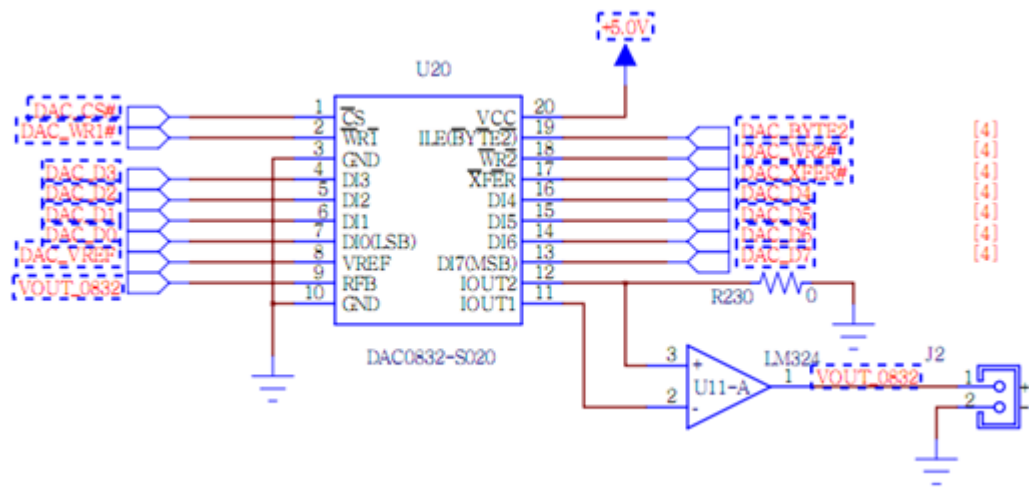 +5.0V
U20
DAC_CS#
DAC_WR1#
DAC_D3
DAC_D2
DAC_D1
DAC_D0
DAC_VREF
VOUT_0832
1
2
3
4
5
6
7
8
9
10
CS
WR1
GND
DI3
DI2
DI1
DI0(LSB)
VREF
RFB
GND
VCC
ILE(BYTE2)
WR2
XFER
DI4
DI5
DI6
DI7(MSB)
IOUT2
IOUT1
20
19
18
17
16
15
14
13
12
11
DAC_BYTE2 [4]
DAC_WR2# [4]
DAC_XFER# [4]
DAC_D4 [4]
DAC_D5 [4]
DAC_D6 [4]
DAC_D7 [4]
R230 0
DAC0832-SO20
3 +
2 -
U11-A
LM324
1
VOUT_0832
J2
1 +
2 -